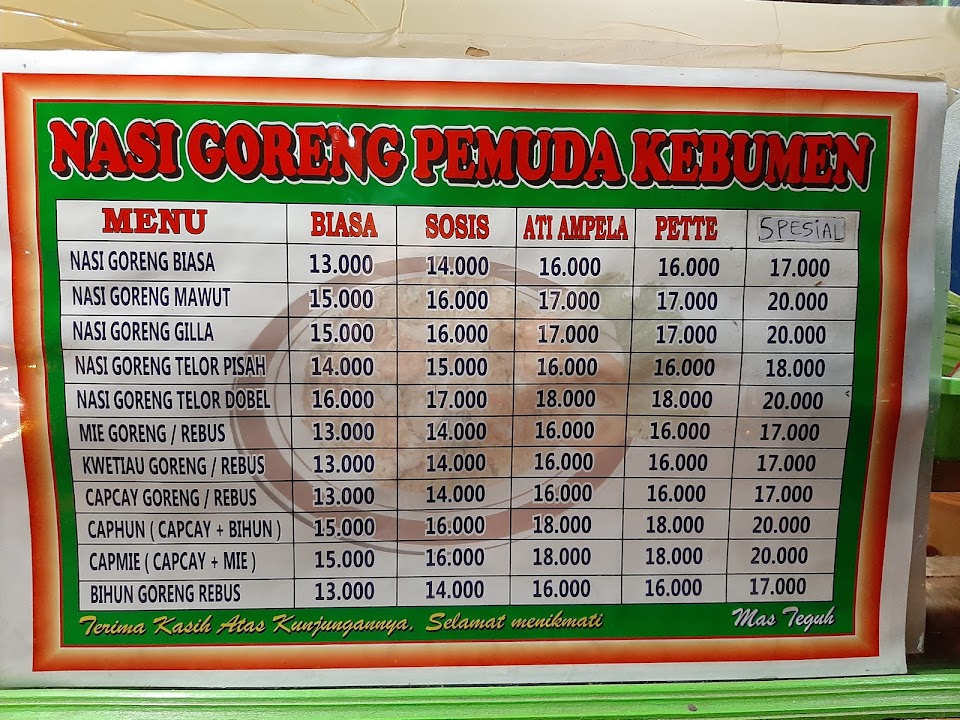 NASI GORENG PEMUDA KEBUMEN
MENU BIASA SOSIS ATI AMPELA PETTE SPESIAL
NASI GORENG BIASA 13.000 14.000 16.000 16.000 17.000
NASI GORENG MAWUT 15.000 16.000 17.000 17.000 20.000
NASI GORENG GILLA 15.000 16.000 17.000 17.000 20.000
NASI GORENG TELOR PISAH 14.000 15.000 16.000 16.000 18.000
NASI GORENG TELOR DOBEL 16.000 17.000 18.000 18.000 20.000
MIE GORENG / REBUS 13.000 14.000 16.000 16.000 17.000
KWETIAU GORENG / REBUS 13.000 14.000 16.000 16.000 17.000
CAPCAY GORENG / REBUS 13.000 14.000 16.000 16.000 17.000
CAPHUN ( CAPCAY + BIHUN ) 15.000 16.000 18.000 18.000 20.000
CAPMIE ( CAPCAY + MIE ) 15.000 16.000 18.000 18.000 20.000
BIHUN GORENG REBUS 13.000 14.000 16.000 16.000 17.000
Terima Kasih Atas Kunjungannya, Selamat menikmati Mas Teguh